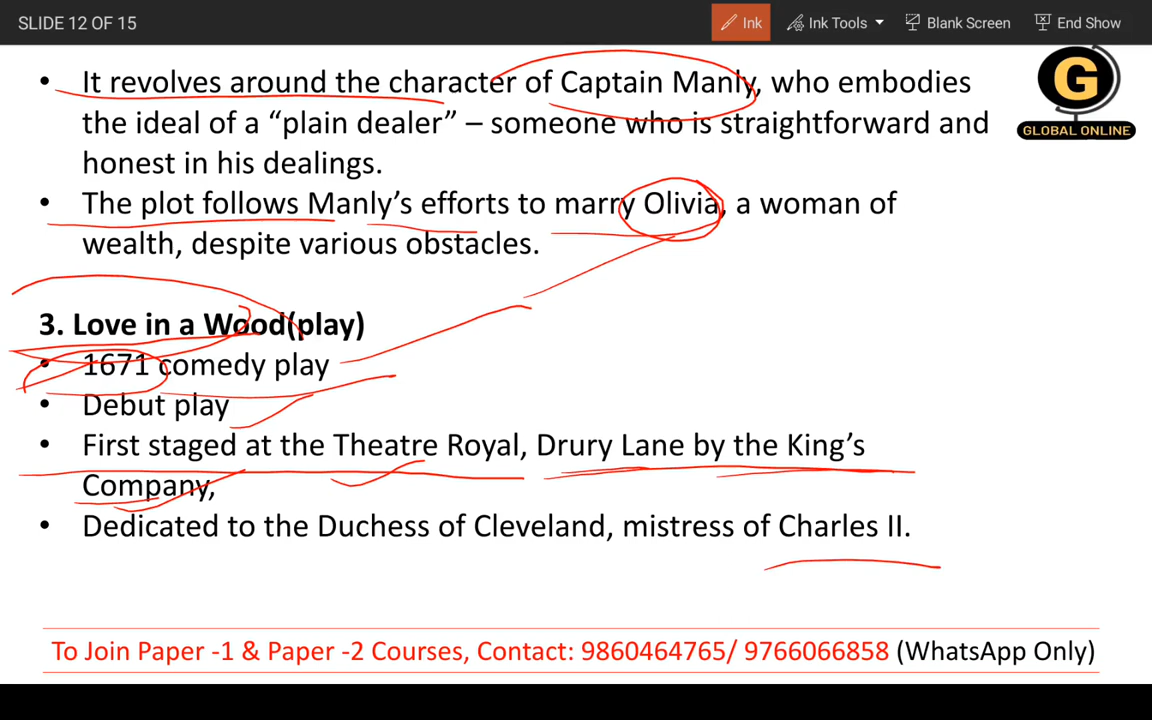 SLIDE 12 OF 15
Ink
Ink Tools
Blank Screen
End Show
• It revolves around the character of Captain Manly, who embodies
the ideal of a “plain dealer” – someone who is straightforward and
honest in his dealings.
• The plot follows Manly’s efforts to marry Olivia, a woman of
wealth, despite various obstacles.
G
GLOBAL ONLINE
3. Love in a Wood(play)
• 1671 comedy play
• Debut play
• First staged at the Theatre Royal, Drury Lane by the King’s
Company,
• Dedicated to the Duchess of Cleveland, mistress of Charles II.
To Join Paper -1 & Paper -2 Courses, Contact: 9860464765/ 9766066858 (WhatsApp Only)